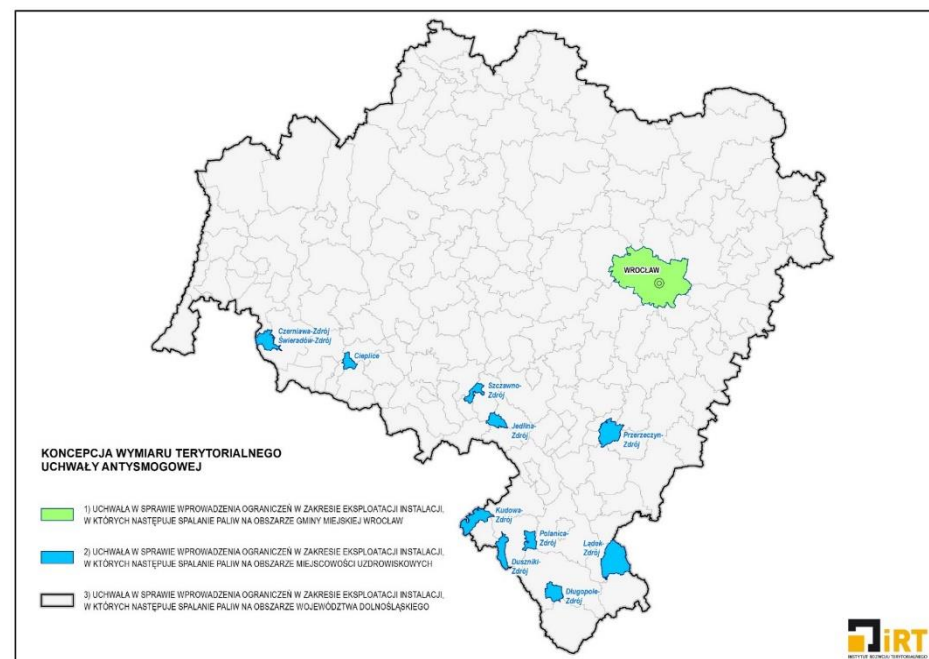 WROCŁAW
Czerniawa-Zdrój
Świeradów-Zdrój
Cieplice
Szczawno-
Zdrój
Jedlina-
Zdrój
Przerzeczyn-
Zdrój
KONCEPCJA WYMIARU TERYTORIALNEGO
UCHWAŁY ANTYSMOGOWEJ
1) UCHWAŁA W SPRAWIE WPROWADZENIA OGRANICZEŃ W ZAKRESIE EKSPLOATACJI INSTALACJI,
W KTÓRYCH NASTĘPUJE SPALANIE PALIW NA OBSZARZE GMINY MIEJSKIEJ WROCŁAW
2) UCHWAŁA W SPRAWIE WPROWADZENIA OGRANICZEŃ W ZAKRESIE EKSPLOATACJI INSTALACJI,
W KTÓRYCH NASTĘPUJE SPALANIE PALIW NA OBSZARZE MIEJSCOWOŚCI UZDROWISKOWYCH
3) UCHWAŁA W SPRAWIE WPROWADZENIA OGRANICZEŃ W ZAKRESIE EKSPLOATACJI INSTALACJI,
W KTÓRYCH NASTĘPUJE SPALANIE PALIW NA OBSZARZE WOJEWÓDZTWA DOLNOŚLĄSKIEGO
Kudowa-
Zdrój
Polanica-
Zdrój
Lądek-
Zdrój
Duszniki-
Zdrój
Długopole-
Zdrój
iRT
INSTYTUT ROZWOJU TERYTORIALNEGO